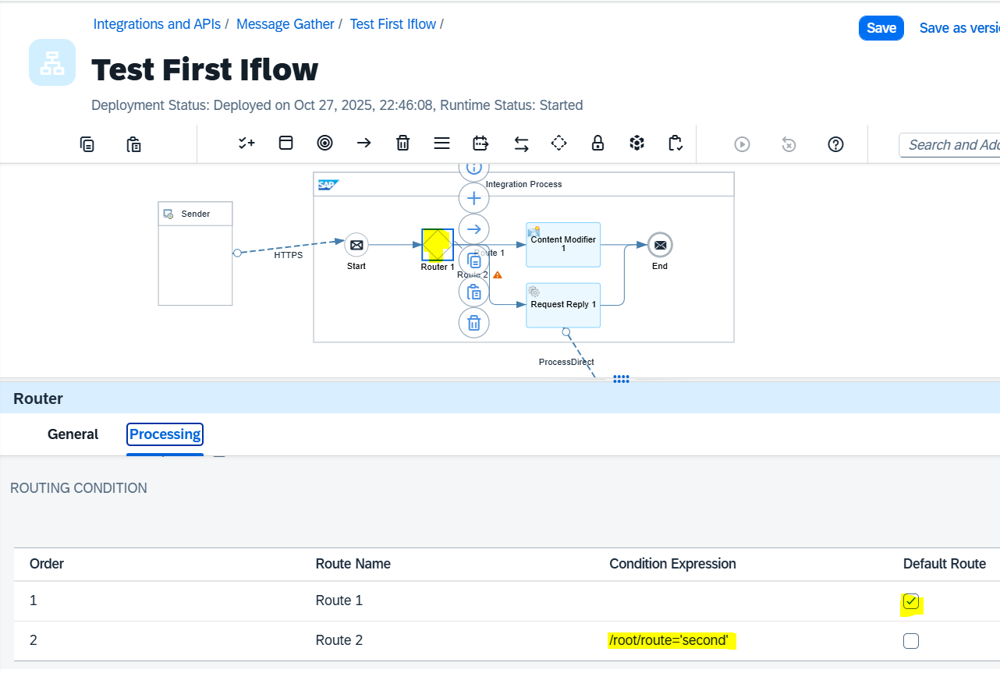 Integrations and APIs / Message Gather / Test First Iflow /
Save
Save as versi
Test First Iflow
Deployment Status: Deployed on Oct 27, 2025, 22:46:08, Runtime Status: Started
Search and Add
SAP
Integration Process
Sender
HTTPS
Start
Router 1
Route 1
Route 2
Content Modifier
1
Request Reply 1
End
ProcessDirect
Router
General
Processing
ROUTING CONDITION
Order Route Name Condition Expression Default Route
1 Route 1
2 Route 2 /root/route='second'